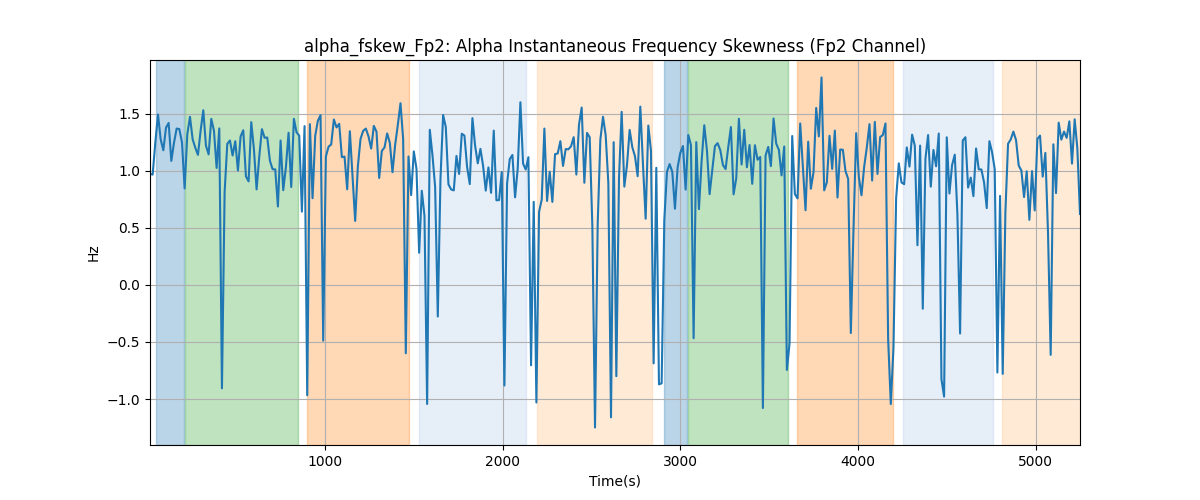 alpha_fskew_Fp2: Alpha Instantaneous Frequency Skewness (Fp2 Channel)
Hz
1.5
1.0
0.5
0.0
−0.5
−1.0
1000 2000 3000 4000 5000
Time(s)